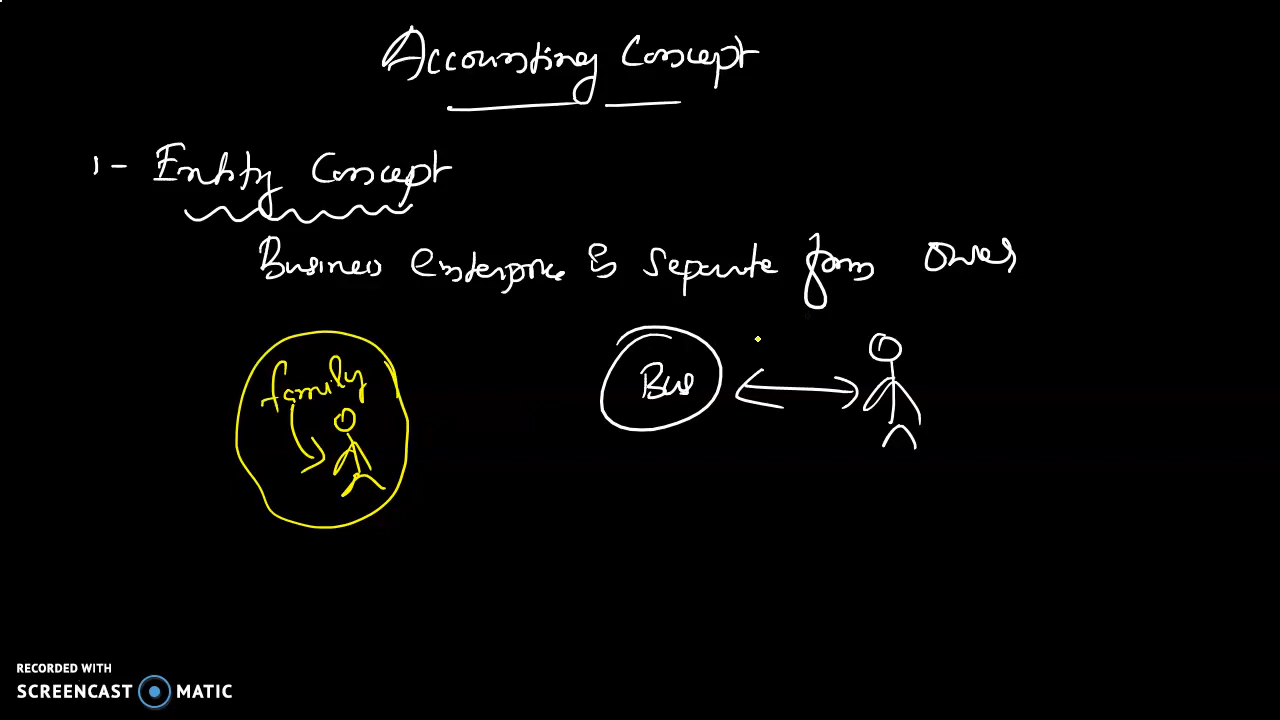 Accounting Concept
1- Entity Concept
Business enterprise is separate from Owner
family
Bus
RECORDED WITH
SCREENCAST MATIC